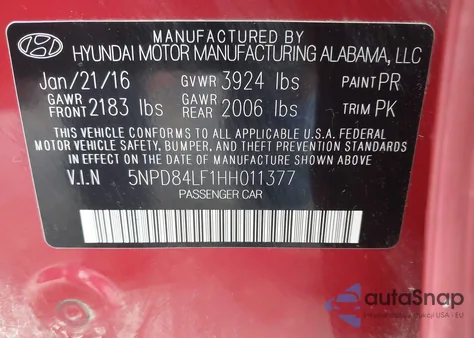 MANUFACTURED BY
HYUNDAI MOTOR MANUFACTURING ALABAMA, LLC
Jan/21/16 GVWR 3924 lbs PAINT PR
GAWR FRONT 2183 lbs GAWR REAR 2006 lbs TRIM PK
THIS VEHICLE CONFORMS TO ALL APPLICABLE U.S.A. FEDERAL
MOTOR VEHICLE SAFETY, BUMPER, AND THEFT PREVENTION STANDARDS
IN EFFECT ON THE DATE OF MANUFACTURE SHOWN ABOVE.
V.I.N 5NPD84LF1HH011377
PASSENGER CAR
autoSnap
USA | EU